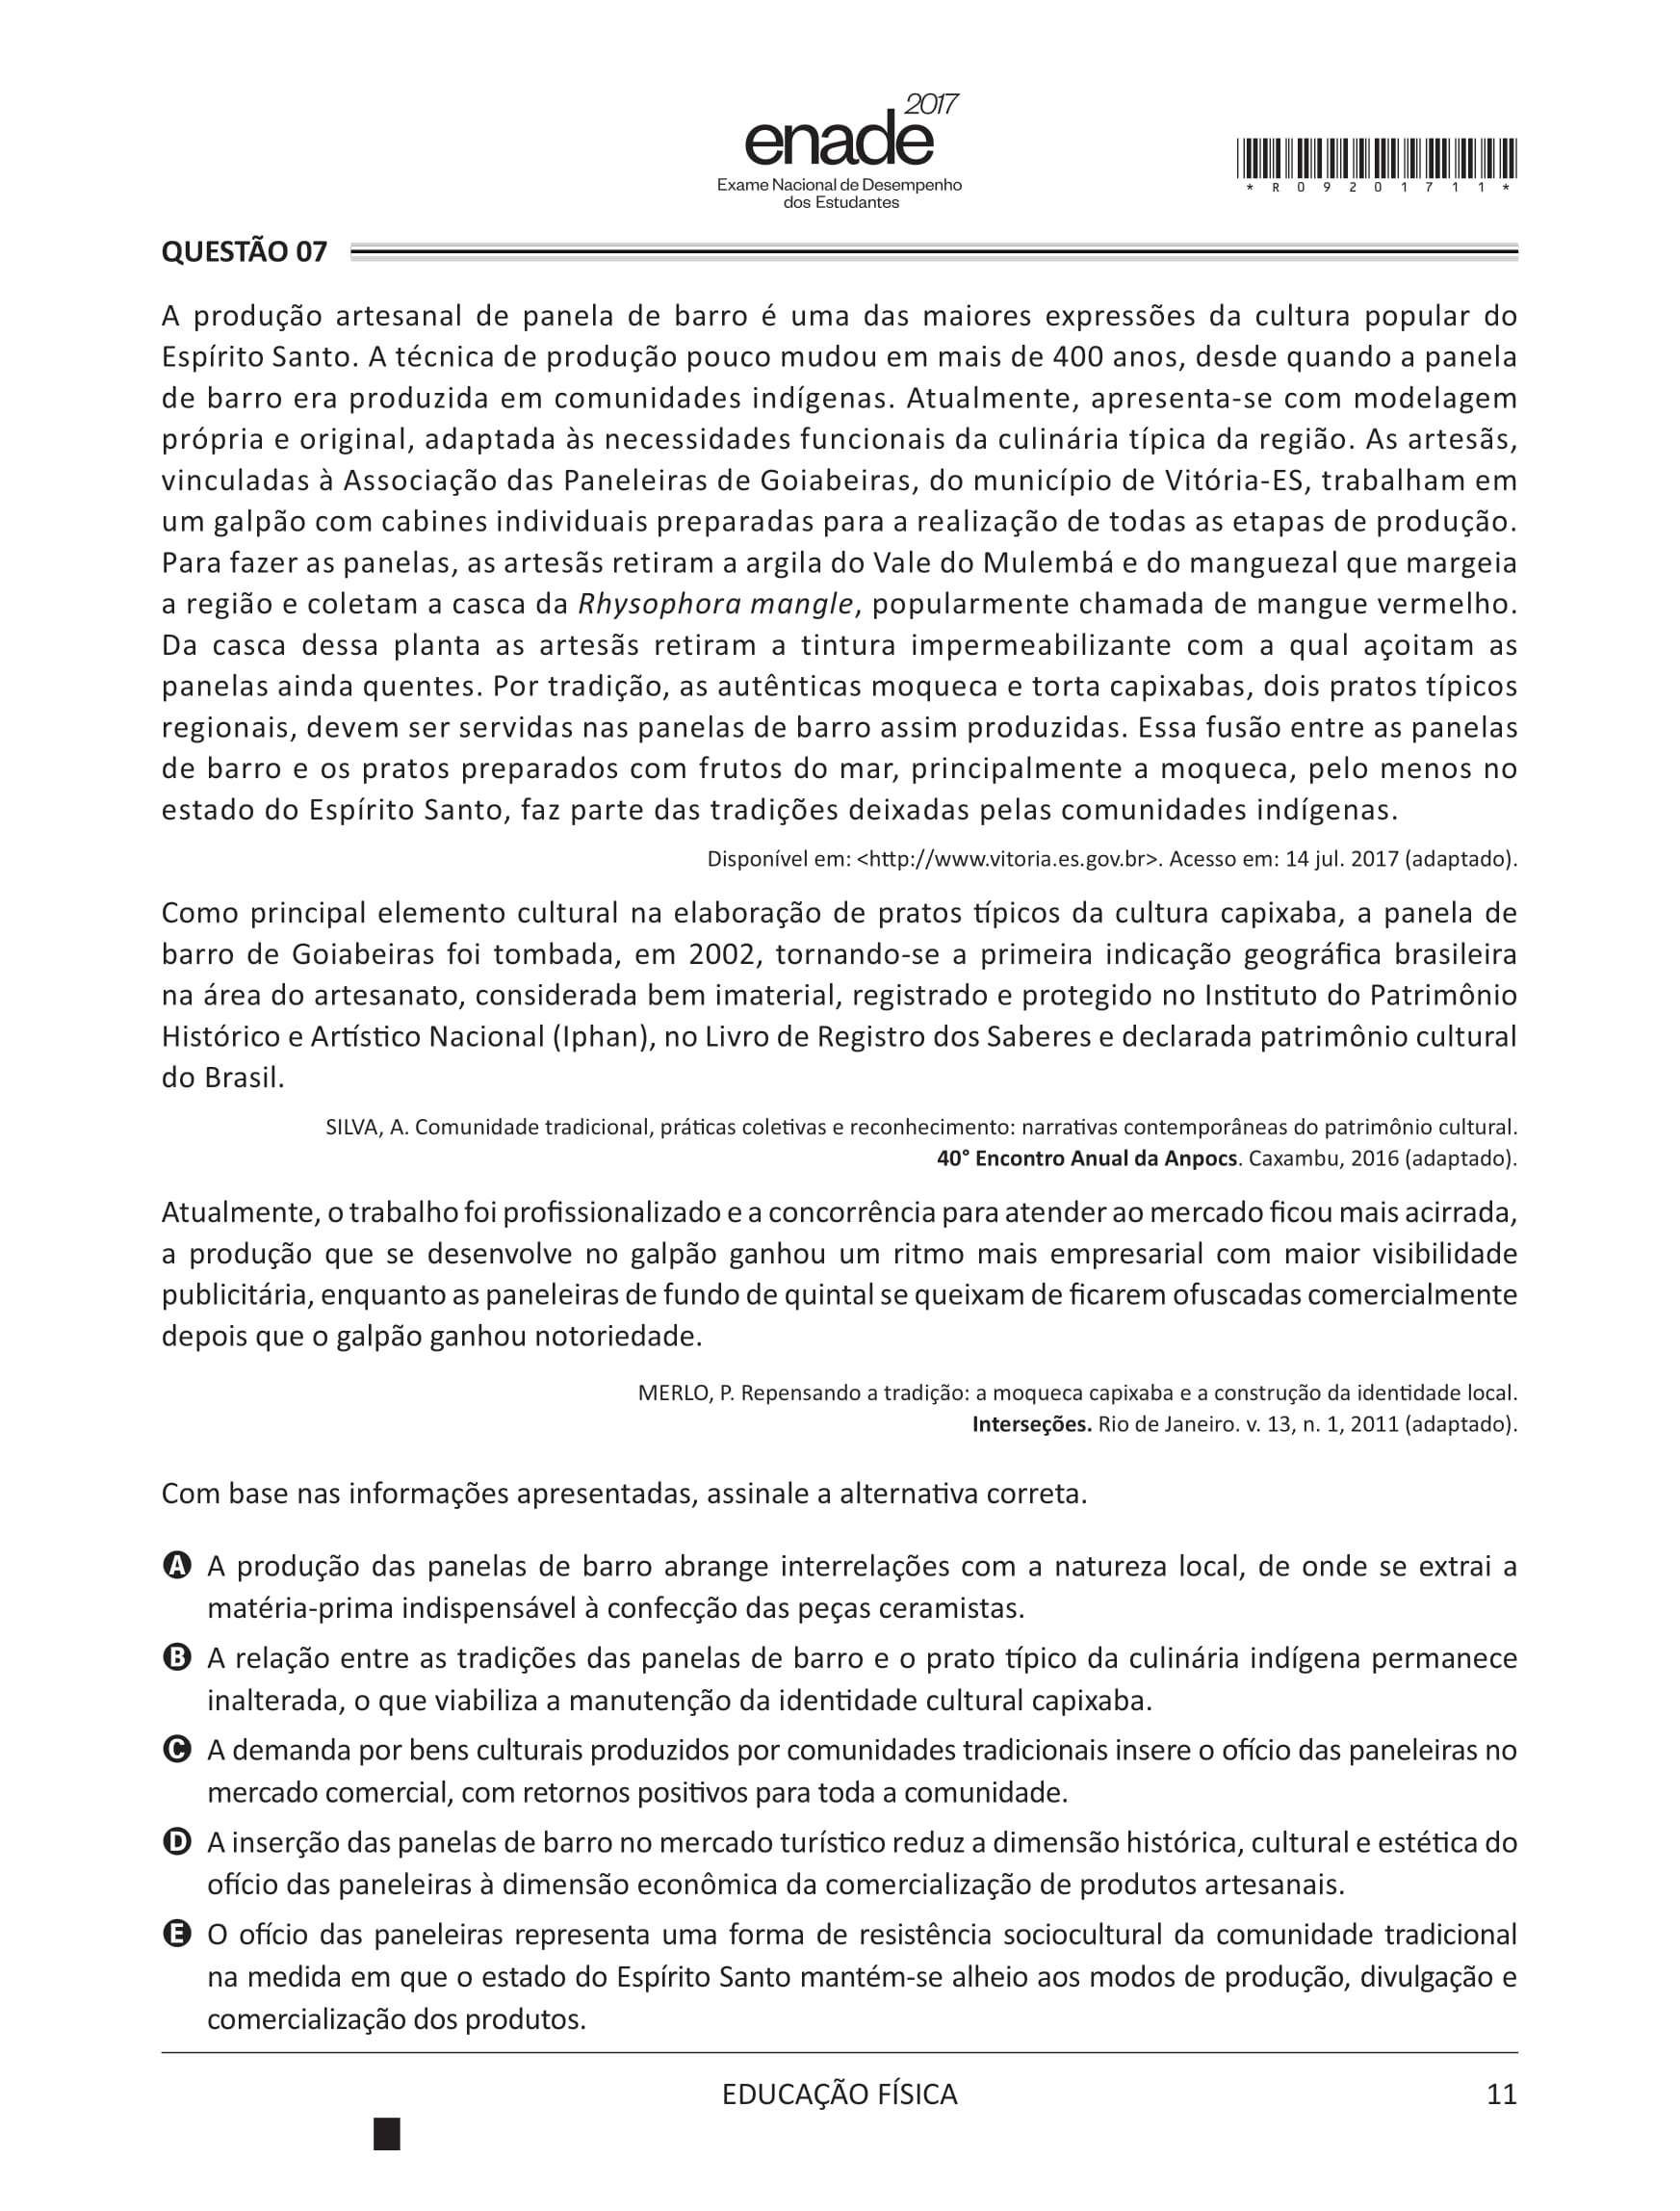 2017
enade
Exame Nacional de Desempenho
dos Estudantes
* R 0 9 2 0 1 7 1 1 *
QUESTÃO 07
A produção artesanal de panela de barro é uma das maiores expressões da cultura popular do
Espírito Santo. A técnica de produção pouco mudou em mais de 400 anos, desde quando a panela
de barro era produzida em comunidades indígenas. Atualmente, apresenta-se com modelagem
própria e original, adaptada às necessidades funcionais da culinária típica da região. As artesãs,
vinculadas à Associação das Paneleiras de Goiabeiras, do município de Vitória-ES, trabalham em
um galpão com cabines individuais preparadas para a realização de todas as etapas de produção.
Para fazer as panelas, as artesãs retiram a argila do Vale do Mulembá e do manguezal que margeia
a região e coletam a casca da Rhysophora mangle, popularmente chamada de mangue vermelho.
Da casca dessa planta as artesãs retiram a tintura impermeabilizante com a qual açoitam as
panelas ainda quentes. Por tradição, as autênticas moqueca e torta capixabas, dois pratos típicos
regionais, devem ser servidas nas panelas de barro assim produzidas. Essa fusão entre as panelas
de barro e os pratos preparados com frutos do mar, principalmente a moqueca, pelo menos no
estado do Espírito Santo, faz parte das tradições deixadas pelas comunidades indígenas.
Disponível em: <http://www.vitoria.es.gov.br>. Acesso em: 14 jul. 2017 (adaptado).
Como principal elemento cultural na elaboração de pratos típicos da cultura capixaba, a panela de
barro de Goiabeiras foi tombada, em 2002, tornando-se a primeira indicação geográfica brasileira
na área do artesanato, considerada bem imaterial, registrado e protegido no Instituto do Patrimônio
Histórico e Artístico Nacional (Iphan), no Livro de Registro dos Saberes e declarada patrimônio cultural
do Brasil.
SILVA, A. Comunidade tradicional, práticas coletivas e reconhecimento: narrativas contemporâneas do patrimônio cultural.
40° Encontro Anual da Anpocs. Caxambu, 2016 (adaptado).
Atualmente, o trabalho foi profissionalizado e a concorrência para atender ao mercado ficou mais acirrada,
a produção que se desenvolve no galpão ganhou um ritmo mais empresarial com maior visibilidade
publicitária, enquanto as paneleiras de fundo de quintal se queixam de ficarem ofuscadas comercialmente
depois que o galpão ganhou notoriedade.
MERLO, P. Repensando a tradição: a moqueca capixaba e a construção da identidade local.
Interseções. Rio de Janeiro. v. 13, n. 1, 2011 (adaptado).
Com base nas informações apresentadas, assinale a alternativa correta.
A A produção das panelas de barro abrange interrelações com a natureza local, de onde se extrai a
matéria-prima indispensável à confecção das peças ceramistas.
B A relação entre as tradições das panelas de barro e o prato típico da culinária indígena permanece
inalterada, o que viabiliza a manutenção da identidade cultural capixaba.
C A demanda por bens culturais produzidos por comunidades tradicionais insere o ofício das paneleiras no
mercado comercial, com retornos positivos para toda a comunidade.
D A inserção das panelas de barro no mercado turístico reduz a dimensão histórica, cultural e estética do
ofício das paneleiras à dimensão econômica da comercialização de produtos artesanais.
E O ofício das paneleiras representa uma forma de resistência sociocultural da comunidade tradicional
na medida em que o estado do Espírito Santo mantém-se alheio aos modos de produção, divulgação e
comercialização dos produtos.
EDUCAÇÃO FÍSICA
11